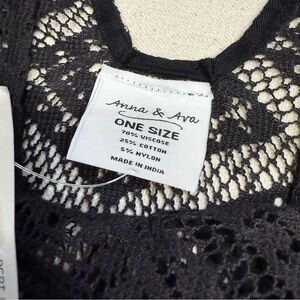 Anna & Ava
ONE SIZE
70% VISCOSE
25% COTTON
5% NYLON
MADE IN INDIA